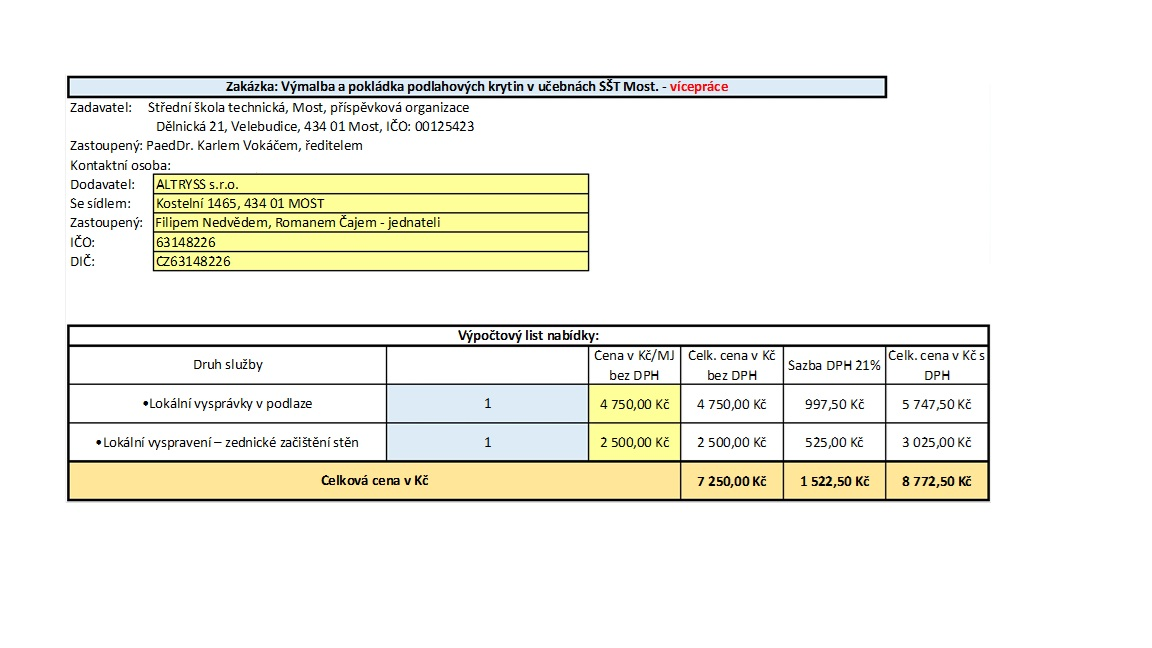 Zakázka: Výmalba a pokládka podlahových krytin v učebnách SŠT Most. - vícepráce
Zadavatel: Střední škola technická, Most, příspěvková organizace
Dělnická 21, Velebudice, 434 01 Most, IČO: 00125423
Zastoupený: PaedDr. Karlem Vokáčem, ředitelem
Kontaktní osoba:
Dodavatel: ALTRYSS s.r.o.
Se sídlem: Kostelní 1465, 434 01 MOST
Zastoupený: Filipem Nedvědem, Romanem Čajem - jednateli
IČO: 63148226
DIČ: CZ63148226
Výpočtový list nabídky:
Druh služby
Cena v Kč/MJ
bez DPH
Celk. cena v Kč
bez DPH
Sazba DPH 21%
Celk. cena v Kč s
DPH
•Lokální vysprávky v podlaze 1 4 750,00 Kč 4 750,00 Kč 997,50 Kč 5 747,50 Kč
•Lokální vyspravení – zednické začištění stěn 1 2 500,00 Kč 2 500,00 Kč 525,00 Kč 3 025,00 Kč
Celková cena v Kč 7 250,00 Kč 1 522,50 Kč 8 772,50 Kč